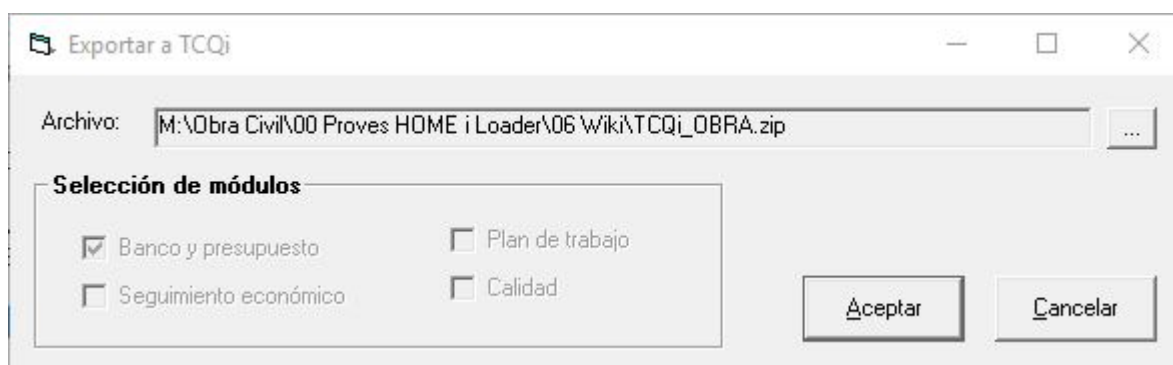 Exportar a TCQi
Archivo: M:\Obra Civil\00 Proves HOME i Loader\06 Wiki\TCQi_OBRA.zip ...
Selección de módulos
Banco y presupuesto Plan de trabajo
Seguimiento económico Calidad
Aceptar Cancelar